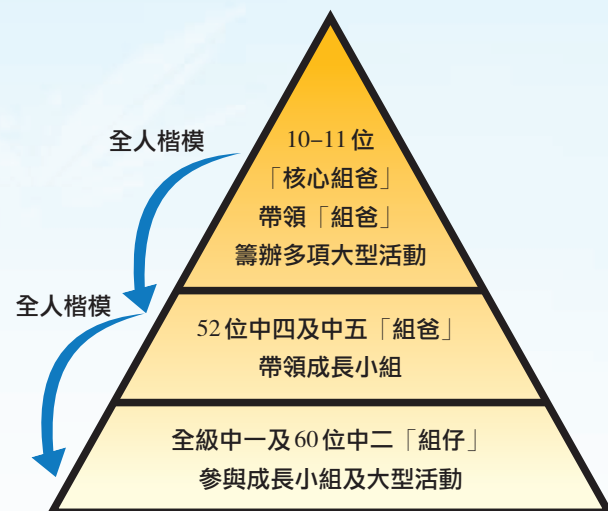 全人楷模
10–11位
「核心組爸」
帶領「組爸」
籌辦多項大型活動
全人楷模
52位中四及中五「組爸」
帶領成長小組
全級中一及60位中二「組仔」
參與成長小組及大型活動